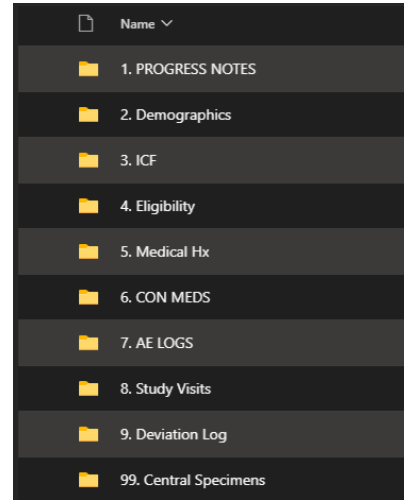 Name
1. PROGRESS NOTES
2. Demographics
3. ICF
4. Eligibility
5. Medical Hx
6. CON MEDS
7. AE LOGS
8. Study Visits
9. Deviation Log
99. Central Specimens